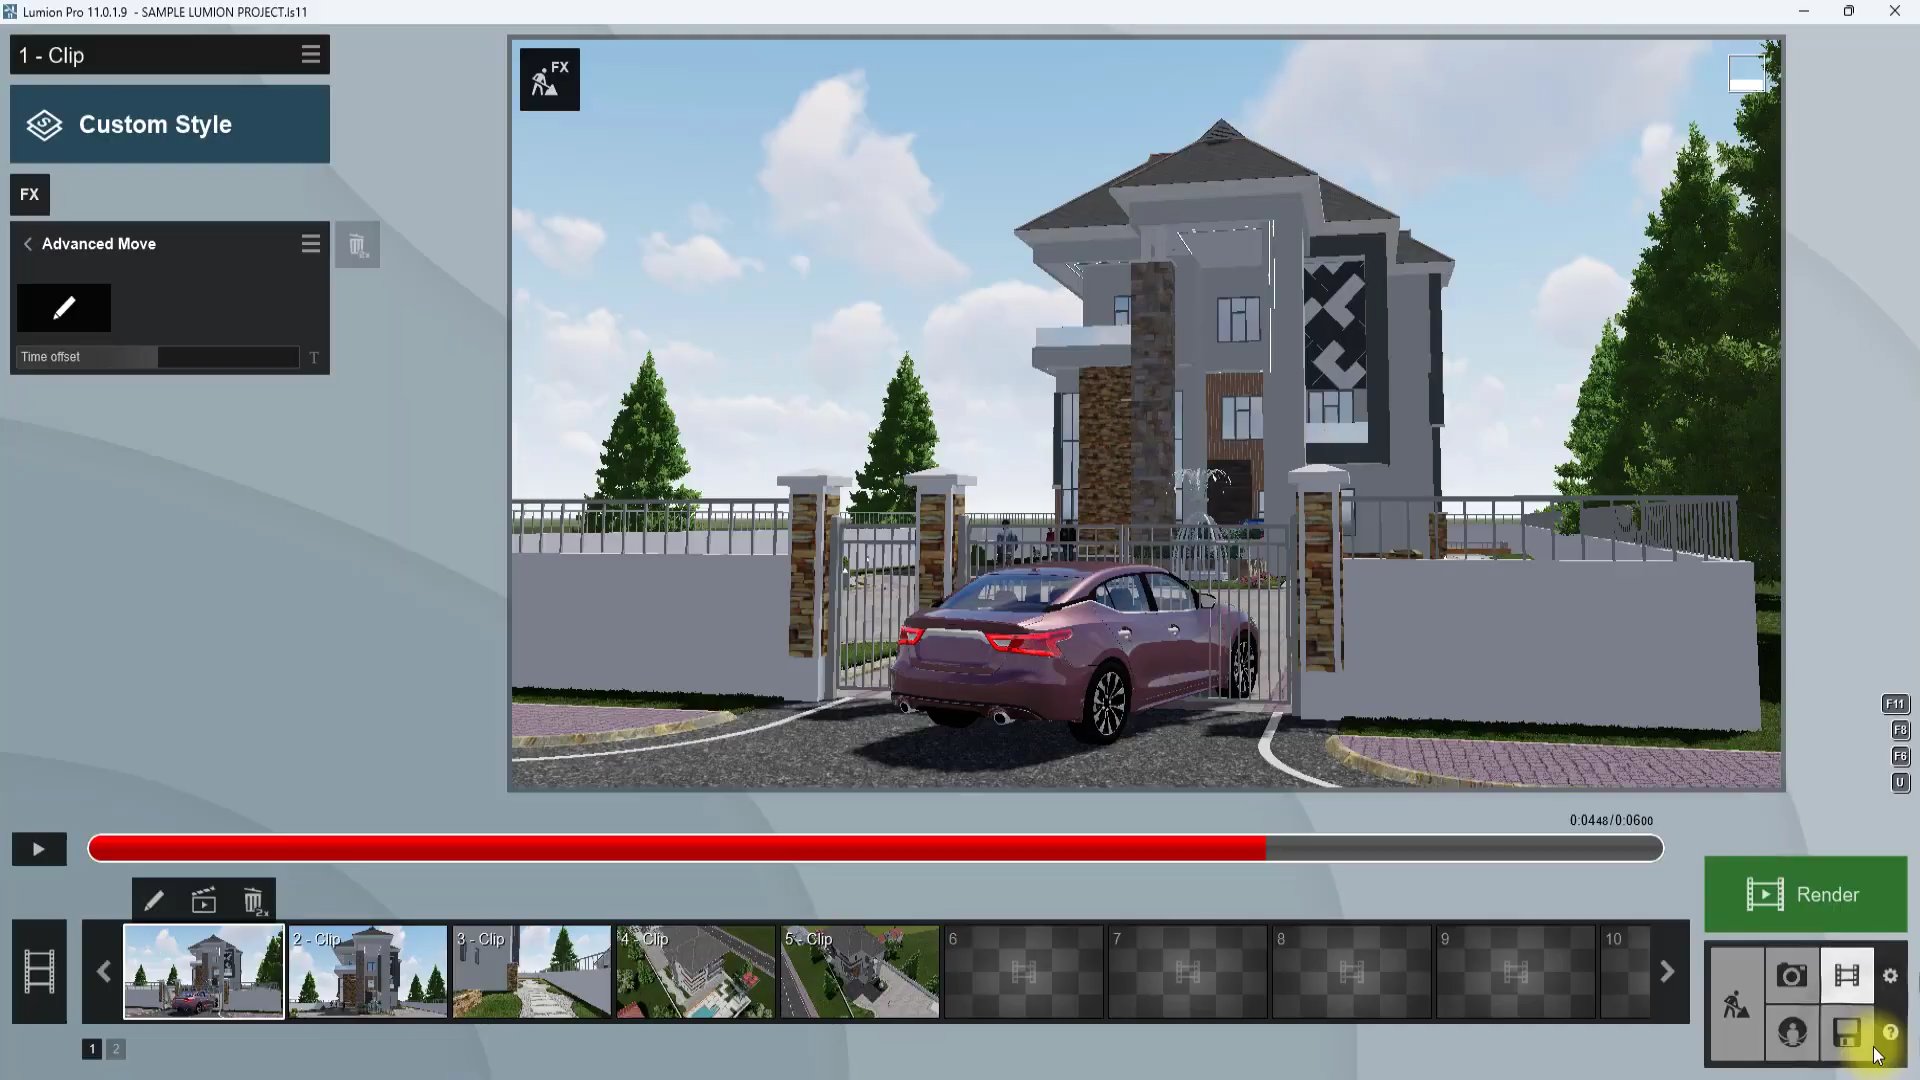 Lumion Pro 11.0.1.9 - SAMPLE LUMION PROJECT.ls11
1 - Clip
Custom Style
FX
FX
Advanced Move
2x
Time offset
T
F11
F8
F6
U
0:0448/0:0600
Render
2x
2 - Clip
3 - Clip
4 - Clip
5 - Clip
6
7
8
9
10
1
2
?